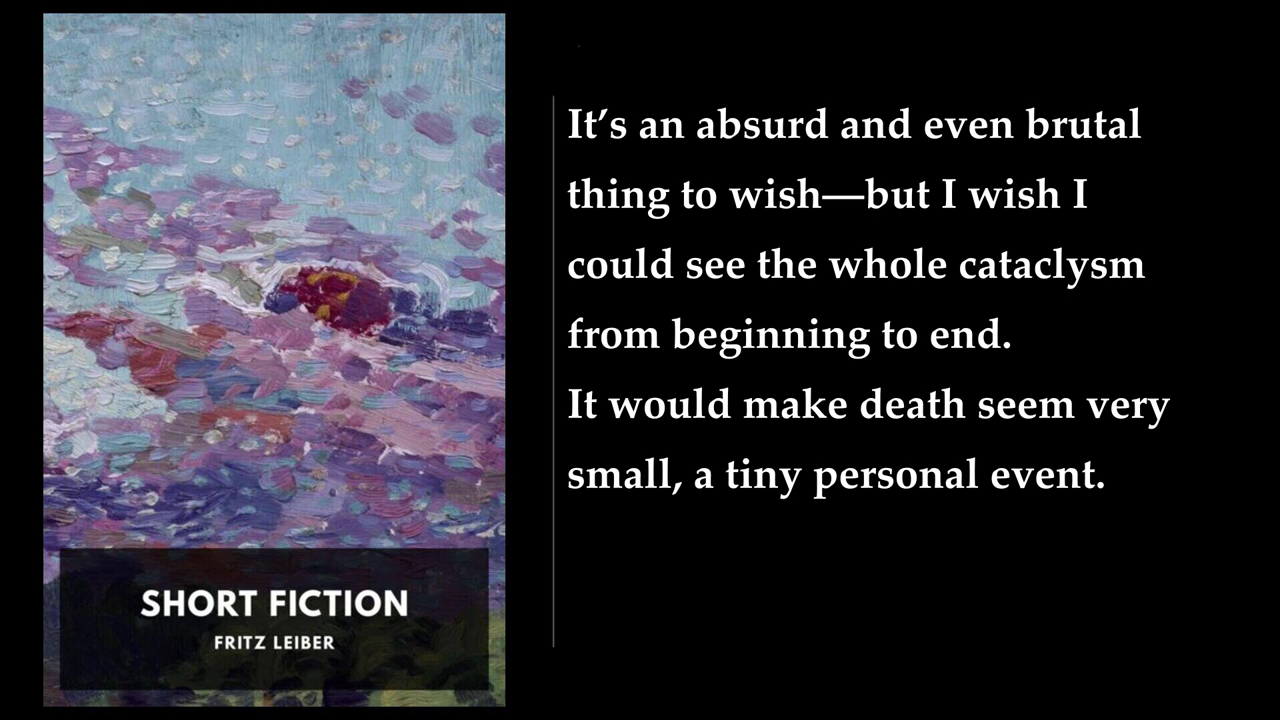 It’s an absurd and even brutal
thing to wish—but I wish I
could see the whole cataclysm
from beginning to end.
It would make death seem very
small, a tiny personal event.
SHORT FICTION
FRITZ LEIBER